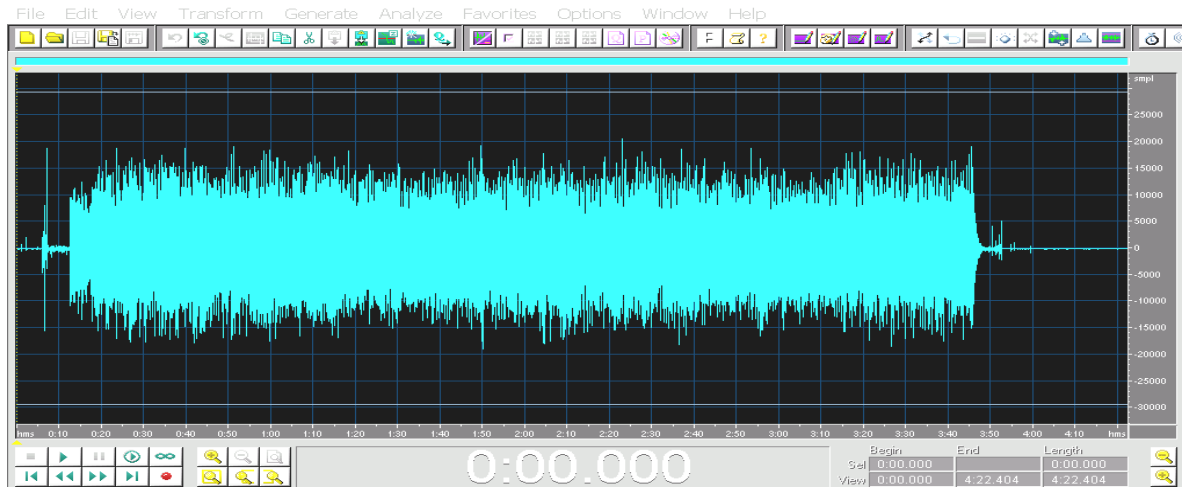 File Edit View Transform Generate Analyze Favorites Options Window Help
smpl
25000
20000
15000
10000
5000
0
-5000
-10000
-15000
-20000
-25000
-30000
hms 0:10 0:20 0:30 0:40 0:50 1:00 1:10 1:20 1:30 1:40 1:50 2:00 2:10 2:20 2:30 2:40 2:50 3:00 3:10 3:20 3:30 3:40 3:50 4:00 4:10 hms
0:00.000
Begin End Length
Sel 0:00.000 0:00.000
View 0:00.000 4:22.404 4:22.404